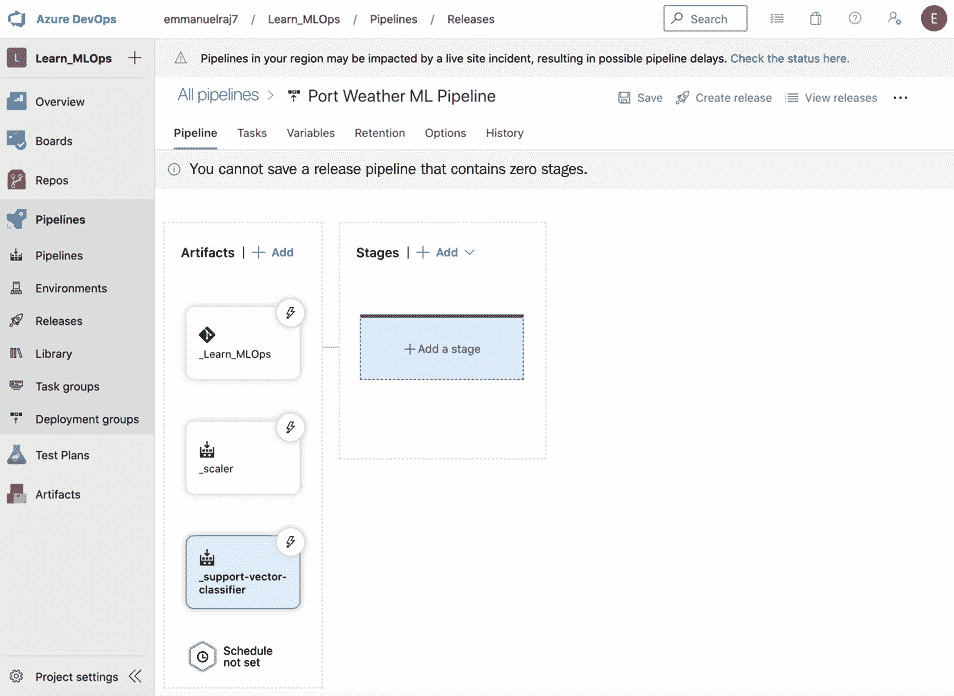 Azure DevOps
emmanuelraj7 / Learn_MLOps / Pipelines / Releases
Search
E
L
Learn_MLOps
Overview
Boards
Repos
Pipelines
Pipelines
Environments
Releases
Library
Task groups
Deployment groups
Test Plans
Artifacts
Project settings
Pipelines in your region may be impacted by a live site incident, resulting in possible pipeline delays. Check the status here.
All pipelines > Port Weather ML Pipeline
Save
Create release
View releases
...
Pipeline Tasks Variables Retention Options History
You cannot save a release pipeline that contains zero stages.
Artifacts | + Add
_Learn_MLOps
_scaler
_support-vector-
classifier
Schedule
not set
Stages | + Add
+ Add a stage